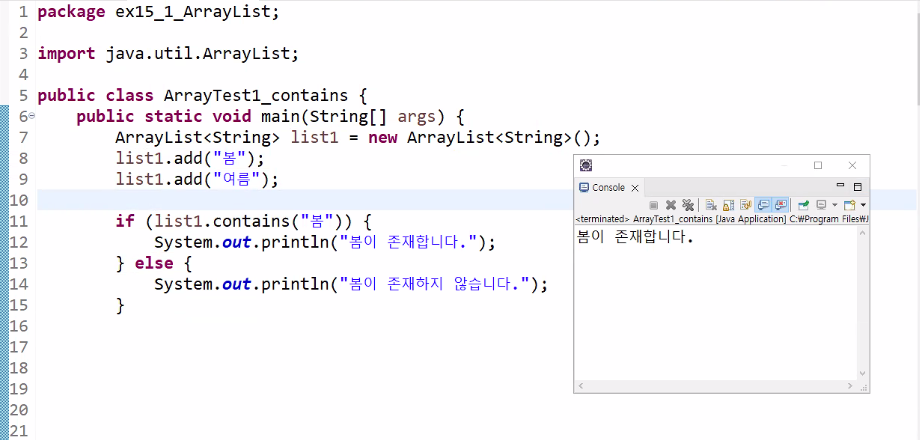 1 package ex15_1_ArrayList;
2
3 import java.util.ArrayList;
4
5 public class ArrayTest1_contains {
6 public static void main(String[] args) {
7 ArrayList<String> list1 = new ArrayList<String>();
8 list1.add("봄");
9 list1.add("여름");
10
11 if (list1.contains("봄")) {
12 System.out.println("봄이 존재합니다.");
13 } else {
14 System.out.println("봄이 존재하지 않습니다.");
15 }
16
17
18
19
20
21
Console
<terminated> ArrayTest1_contains [Java Application] C:₩Program Files₩J
봄이 존재합니다.